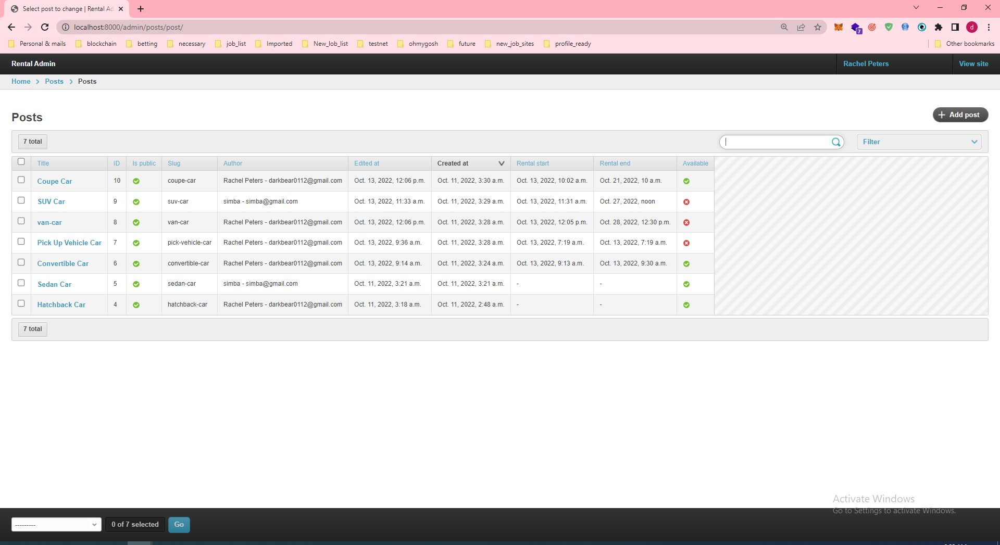 Select post to change | Rental Ad
localhost:8000/admin/posts/post/
7
d
Personal & mails blockchain betting necessary job_list Imported New_lob_list testnet ohmygosh future new_job_sites profile_ready Other bookmarks
Rental Admin Rachel Peters View site
Home Posts Posts
Posts Add post
7 total Filter
Title ID Is public Slug Author Edited at Created at Rental start Rental end Available
Coupe Car 10 coupe-car Rachel Peters - darkbear0112@gmail.com Oct. 13, 2022, 12:06 p.m. Oct. 11, 2022, 3:30 a.m. Oct. 13, 2022, 10:02 a.m. Oct. 21, 2022, 10 a.m.
SUV Car 9 suv-car simba - simba@gmail.com Oct. 13, 2022, 11:33 a.m. Oct. 11, 2022, 3:29 a.m. Oct. 13, 2022, 11:31 a.m. Oct. 27, 2022, noon
van-car 8 van-car Rachel Peters - darkbear0112@gmail.com Oct. 13, 2022, 12:06 p.m. Oct. 11, 2022, 3:28 a.m. Oct. 13, 2022, 12:05 p.m. Oct. 28, 2022, 12:30 p.m.
Pick Up Vehicle Car 7 pick-vehicle-car Rachel Peters - darkbear0112@gmail.com Oct. 13, 2022, 9:36 a.m. Oct. 11, 2022, 3:28 a.m. Oct. 13, 2022, 7:19 a.m. Oct. 13, 2022, 7:19 a.m.
Convertible Car 6 convertible-car Rachel Peters - darkbear0112@gmail.com Oct. 13, 2022, 9:14 a.m. Oct. 11, 2022, 3:24 a.m. Oct. 13, 2022, 9:13 a.m. Oct. 13, 2022, 9:30 a.m.
Sedan Car 5 sedan-car simba - simba@gmail.com Oct. 11, 2022, 3:21 a.m. Oct. 11, 2022, 3:21 a.m. - -
Hatchback Car 4 hatchback-car Rachel Peters - darkbear0112@gmail.com Oct. 11, 2022, 3:18 a.m. Oct. 11, 2022, 2:48 a.m. - -
7 total
Activate Windows
Go to Settings to activate Windows.
--------- 0 of 7 selected Go